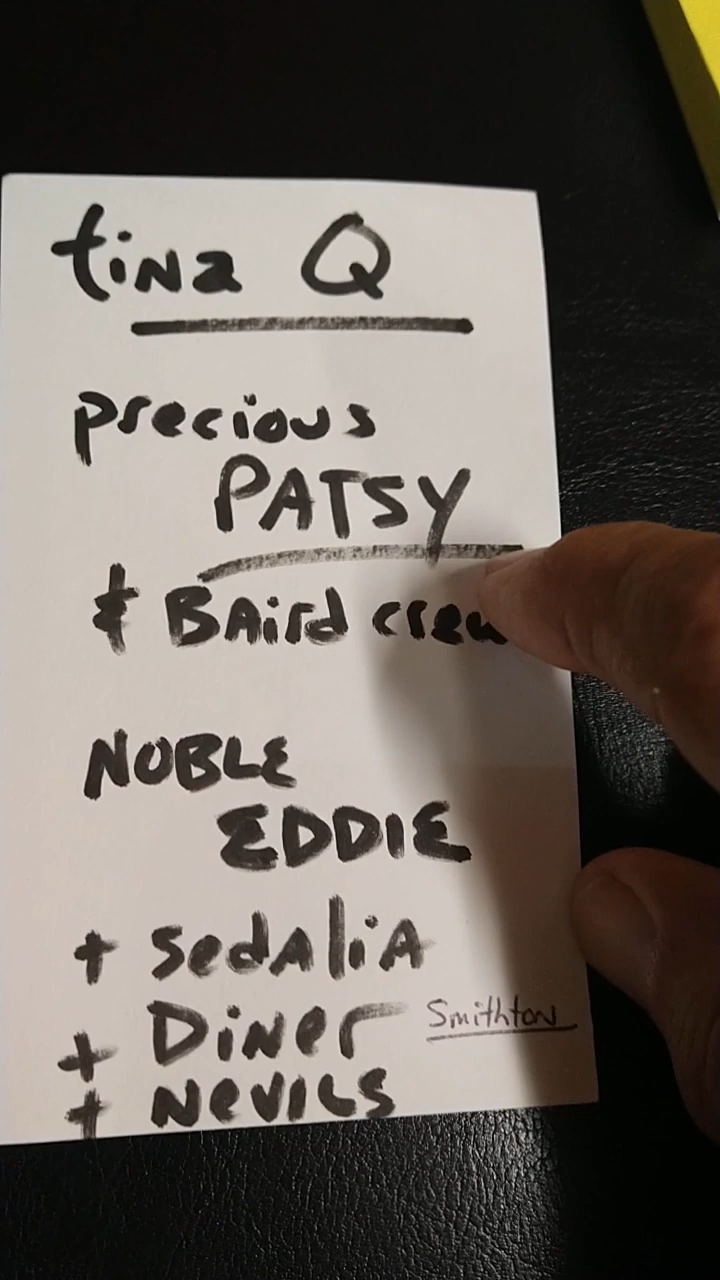 tina Q
precious
PATSY
& BAird crew
NOBLE
EDDIE
+ SedAliA
+ DiNer Smithton
+ NeVilS